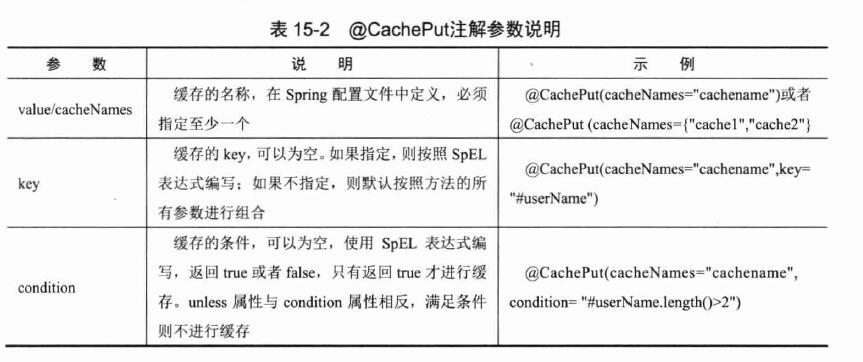 表 15-2 @CachePut注解参数说明
参 数 说 明 示 例
value/cacheNames
缓存的名称，在 Spring 配置文件中定义，必须
指定至少一个
@CachePut(cacheNames="cachename")或者
@CachePut (cacheNames={"cache1","cache2"}
key
缓存的 key，可以为空。如果指定，则按照 SpEL
表达式编写；如果不指定，则默认按照方法的所
有参数进行组合
@CachePut(cacheNames="cachename",key=
"#userName")
condition
缓存的条件，可以为空，使用 SpEL 表达式编
写，返回 true 或者 false，只有返回 true 才进行缓
存。unless 属性与 condition 属性相反，满足条件
则不进行缓存
@CachePut(cacheNames="cachename",
condition= "#userName.length()>2")